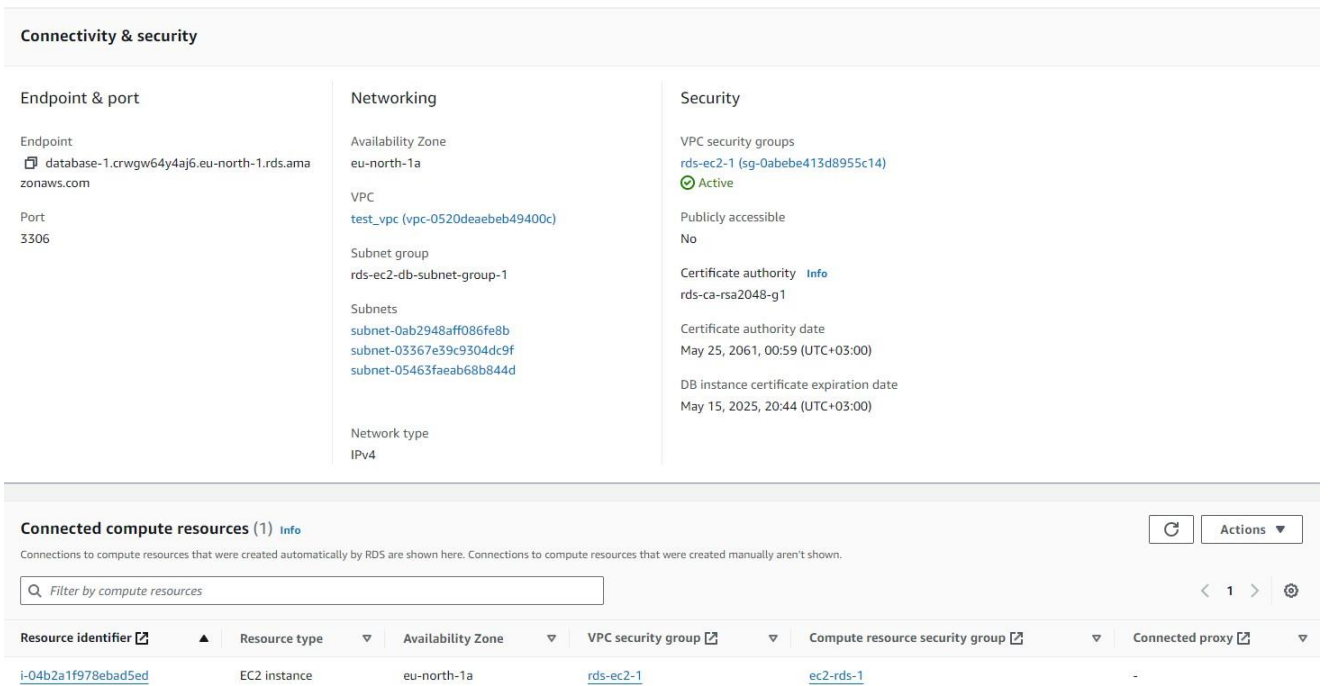 Connectivity & security
Endpoint & port
Endpoint
database-1.crwgw64y4aj6.eu-north-1.rds.ama
zonaws.com
Port
3306
Networking
Availability Zone
eu-north-1a
VPC
test_vpc (vpc-0520deaebeb49400c)
Subnet group
rds-ec2-db-subnet-group-1
Subnets
subnet-0ab2948aff086fe8b
subnet-03367e39c9304dc9f
subnet-05463faeab68b844d
Network type
IPv4
Security
VPC security groups
rds-ec2-1 (sg-0abebe413d8955c14)
Active
Publicly accessible
No
Certificate authority Info
rds-ca-rsa2048-g1
Certificate authority date
May 25, 2061, 00:59 (UTC+03:00)
DB instance certificate expiration date
May 15, 2025, 20:44 (UTC+03:00)
Connected compute resources (1) Info
Actions
Connections to compute resources that were created automatically by RDS are shown here. Connections to compute resources that were created manually aren't shown.
Filter by compute resources
1
Resource identifier Resource type Availability Zone VPC security group Compute resource security group Connected proxy
i-04b2a1f978ebad5ed EC2 instance eu-north-1a rds-ec2-1 ec2-rds-1 -